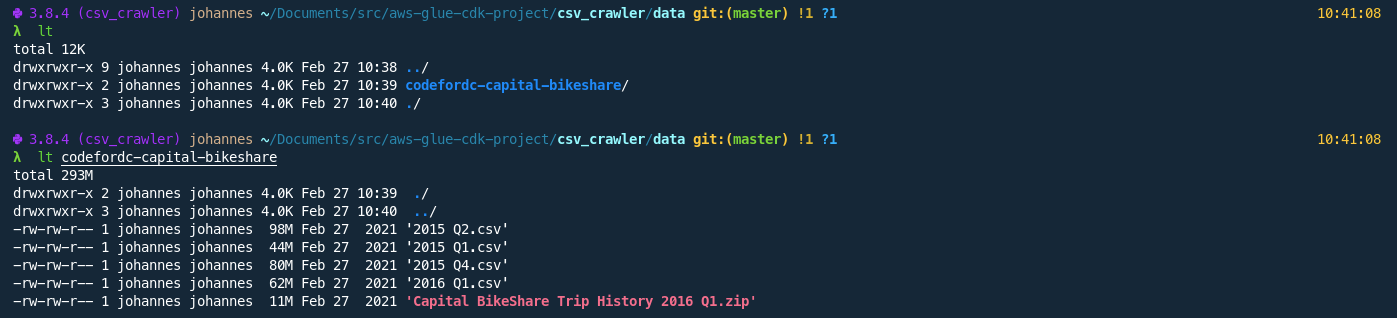 3.8.4 (csv_crawler) johannes ~/Documents/src/aws-glue-cdk-project/csv_crawler/data git:(master) !1 ?1 10:41:08
λ lt
total 12K
drwxrwxr-x 9 johannes johannes 4.0K Feb 27 10:38 ../
drwxrwxr-x 2 johannes johannes 4.0K Feb 27 10:39 codefordc-capital-bikeshare/
drwxrwxr-x 3 johannes johannes 4.0K Feb 27 10:40 ./
3.8.4 (csv_crawler) johannes ~/Documents/src/aws-glue-cdk-project/csv_crawler/data git:(master) !1 ?1 10:41:08
λ lt codefordc-capital-bikeshare
total 293M
drwxrwxr-x 2 johannes johannes 4.0K Feb 27 10:39 ./
drwxrwxr-x 3 johannes johannes 4.0K Feb 27 10:40 ../
-rw-rw-r-- 1 johannes johannes 98M Feb 27 2021 '2015 Q2.csv'
-rw-rw-r-- 1 johannes johannes 44M Feb 27 2021 '2015 Q1.csv'
-rw-rw-r-- 1 johannes johannes 80M Feb 27 2021 '2015 Q4.csv'
-rw-rw-r-- 1 johannes johannes 62M Feb 27 2021 '2016 Q1.csv'
-rw-rw-r-- 1 johannes johannes 11M Feb 27 2021 'Capital BikeShare Trip History 2016 Q1.zip'